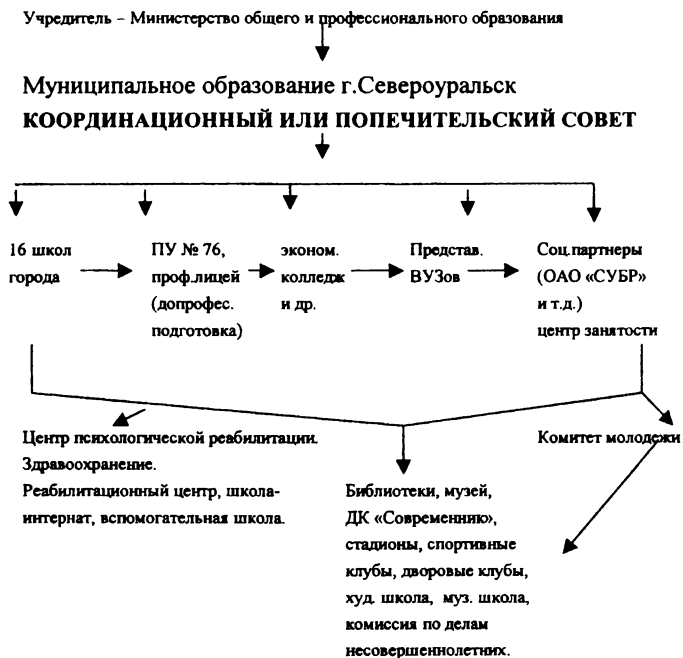 Учредитель – Министерство общего и профессионального образования
Муниципальное образование г.Североуральск
КООРДИНАЦИОННЫЙ ИЛИ ПОПЕЧИТЕЛЬСКИЙ СОВЕТ
16 школ
города
ПУ № 76,
проф.лицей
(допрофес.
подготовка)
эконом.
колледж
и др.
Представ.
ВУЗов
Соц.партнеры
(ОАО «СУБР»
и т.д.)
центр занятости
Центр психологической реабилитации.
Здравоохранение.
Реабилитационный центр, школа-
интернат, вспомогательная школа.
Библиотеки, музей,
ДК «Современнию»,
стадионы, спортивные
клубы, дворовые клубы,
худ. школа, муз. школа,
комиссия по делам
несовершеннолетних.
Комитет молодежи